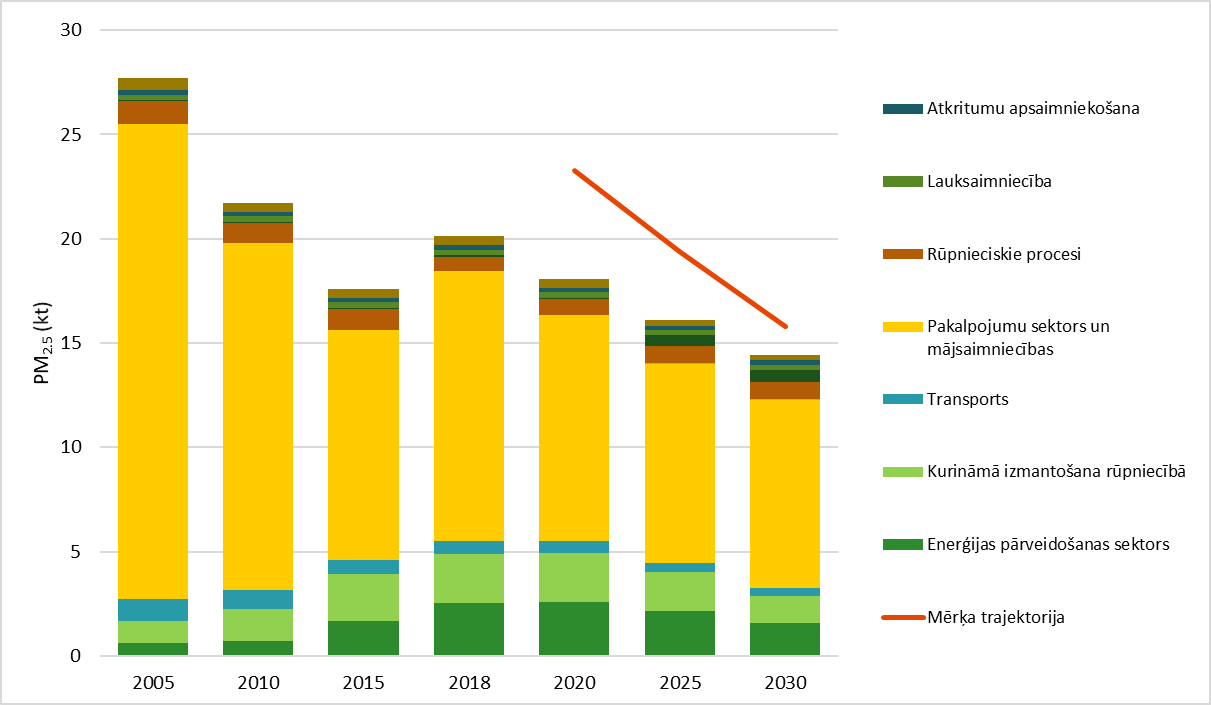 30
25
20
15
10
5
0
PM2.5 (kt)
2005 2010 2015 2018 2020 2025 2030
Atkritumu apsaimniekošana
Lauksaimniecība
Rūpnieciskie procesi
Pakalpojumu sektors un
mājsaimniecības
Transports
Kurināmā izmantošana rūpniecībā
Enerģijas pārveidošanas sektors
Mērķa trajektorija